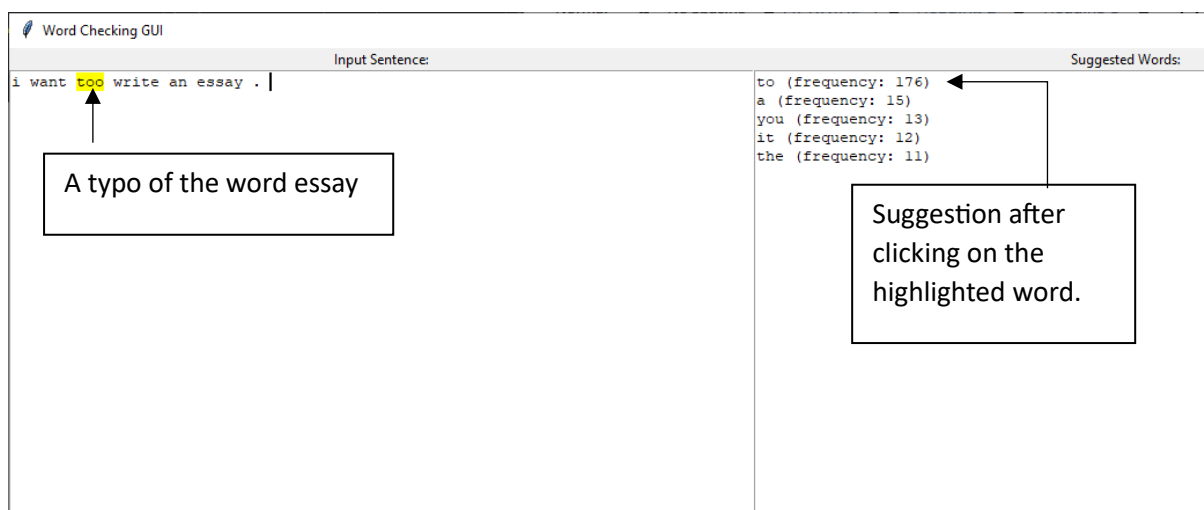 Word Checking GUI
Input Sentence:
Suggested Words:
i want too write an essay .
to (frequency: 176)
a (frequency: 15)
you (frequency: 13)
it (frequency: 12)
the (frequency: 11)
A typo of the word essay
Suggestion after
clicking on the
highlighted word.